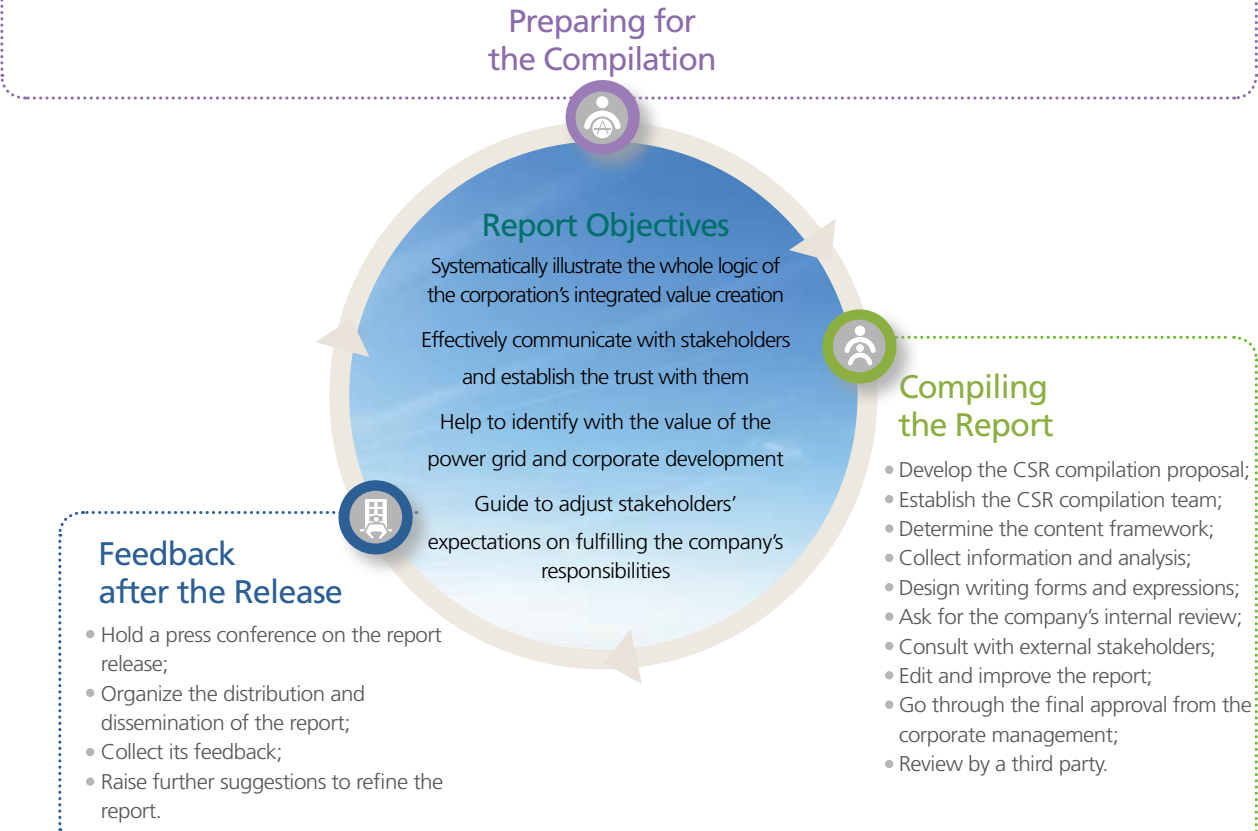 Preparing for
the Compilation
Report Objectives
Systematically illustrate the whole logic of
the corporation’s integrated value creation
Effectively communicate with stakeholders
and establish the trust with them
Help to identify with the value of the
power grid and corporate development
Guide to adjust stakeholders’
expectations on fulfilling the company’s
responsibilities
Compiling
the Report
• Develop the CSR compilation proposal;
• Establish the CSR compilation team;
• Determine the content framework;
• Collect information and analysis;
• Design writing forms and expressions;
• Ask for the company’s internal review;
• Consult with external stakeholders;
• Edit and improve the report;
• Go through the final approval from the
corporate management;
• Review by a third party.
Feedback
after the Release
• Hold a press conference on the report
release;
• Organize the distribution and
dissemination of the report;
• Collect its feedback;
• Raise further suggestions to refine the
report.